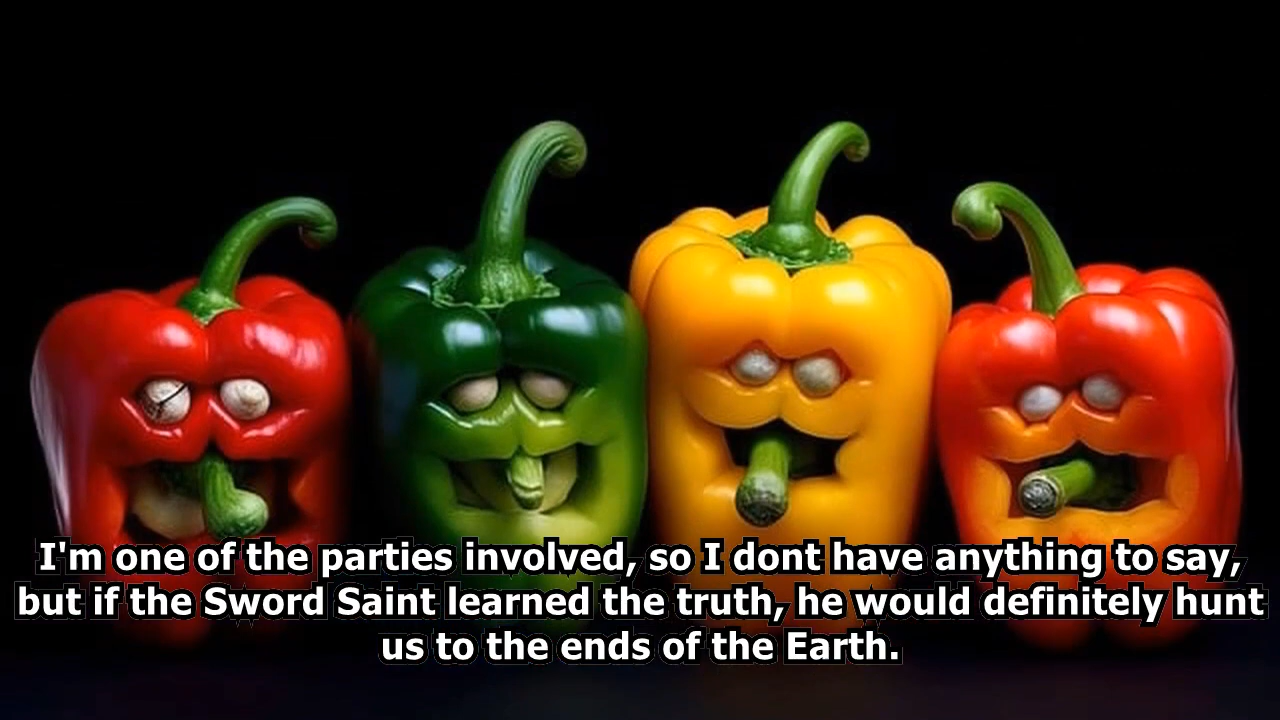 I'm one of the parties involved, so I dont have anything to say,
but if the Sword Saint learned the truth, he would definitely hunt
us to the ends of the Earth.